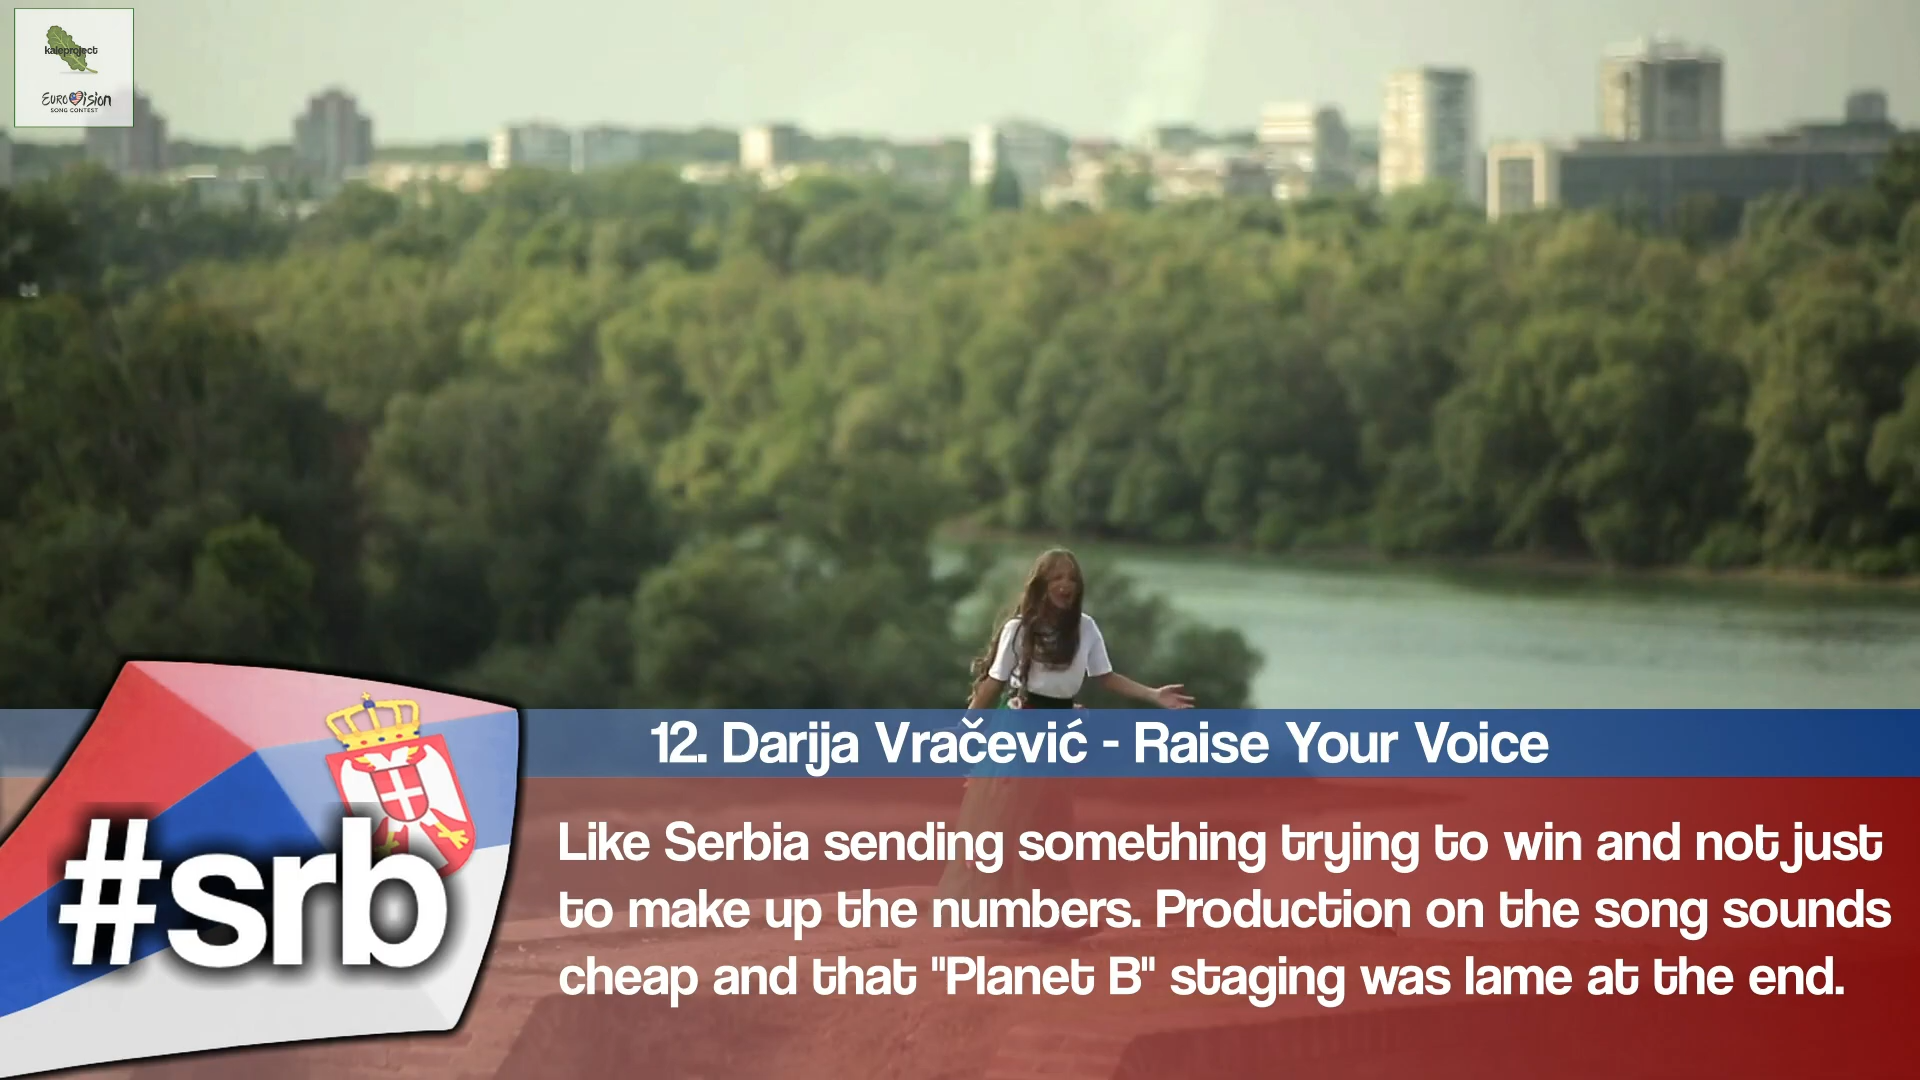 kaleproject
EUROVISION
SONG CONTEST
12. Darija Vračević - Raise Your Voice
#srb
Like Serbia sending something trying to win and not just
to make up the numbers. Production on the song sounds
cheap and that "Planet B" staging was lame at the end.